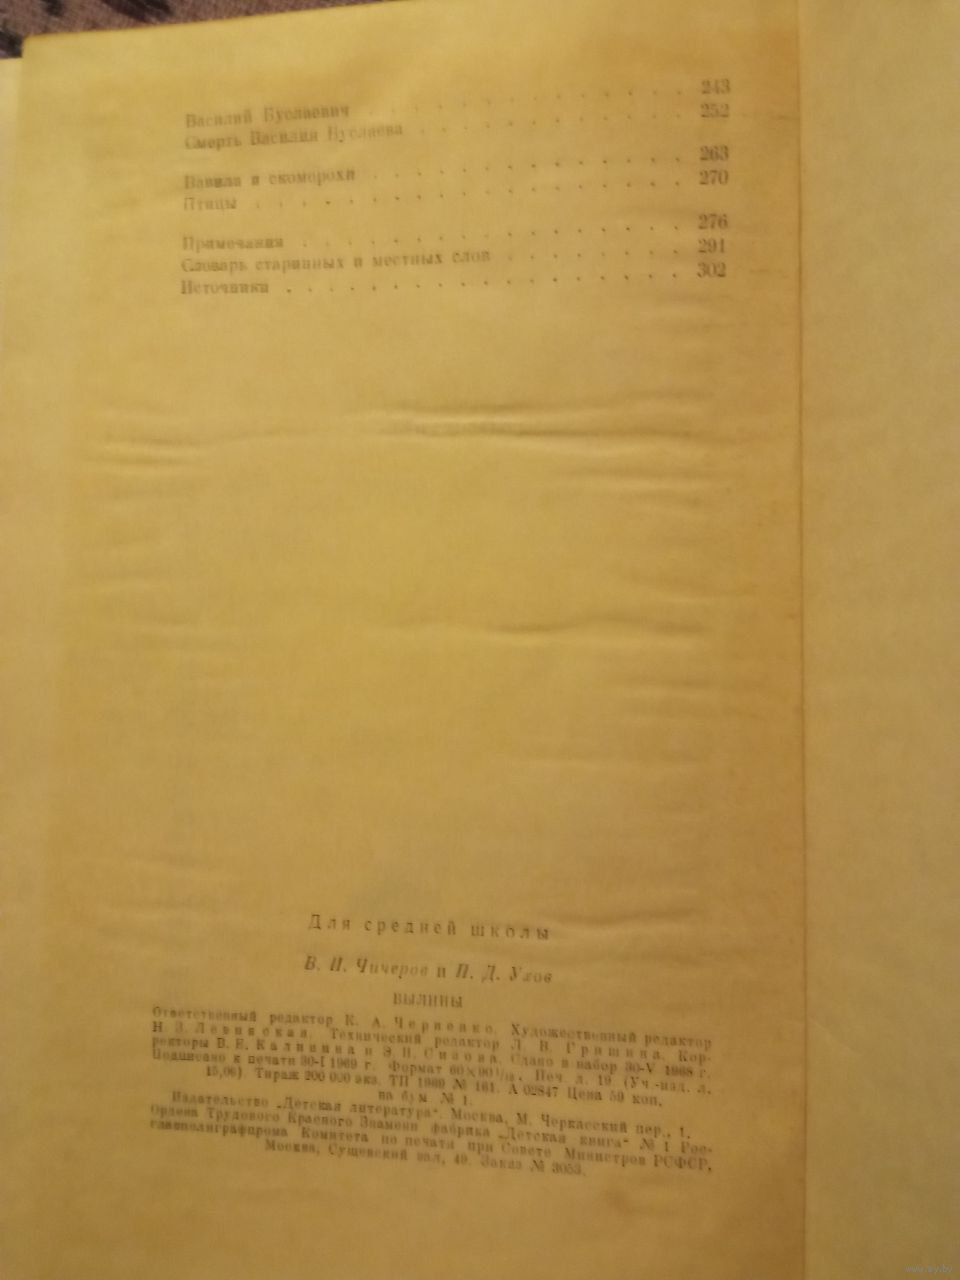 Василий Буслаевич . . . . . . . . . . . . . . 243
Смерть Василия Буслаева . . . . . . . . . . . . 252
Вавила и скоморохи . . . . . . . . . . . . . . 263
Птицы . . . . . . . . . . . . . . . . . . . 270
Примечания . . . . . . . . . . . . . . . . . 276
Словарь старинных и местных слов . . . . . . . . 291
Источники . . . . . . . . . . . . . . . . . . 302
Для средней школы
В. И. Чичеров и П. Д. Ухов
БЫЛИНЫ
Ответственный редактор К. А. Черненко. Художественный редактор
Н. З. Левинская. Технический редактор Л. В. Гришина. Кор-
ректоры В. Е. Калинина и Э. Н. Сизова. Сдано в набор 30-V 1968 г.
Подписано к печати 30-I 1969 г. Формат 60×90 1/16. Печ. л. 19. (Уч.-изд. л.
15,06). Тираж 200 000 экз. ТП 1969 № 161. А 02847 Цена 59 коп.
на бум № 1.
Издательство „Детская литература". Москва, М. Черкасский пер., 1.
Ордена Трудового Красного Знамени фабрика „Детская книга" № 1 Рос-
главполиграфпрома Комитета по печати при Совете Министров РСФСР,
Москва, Сущевский вал, 49. Заказ № 3053.